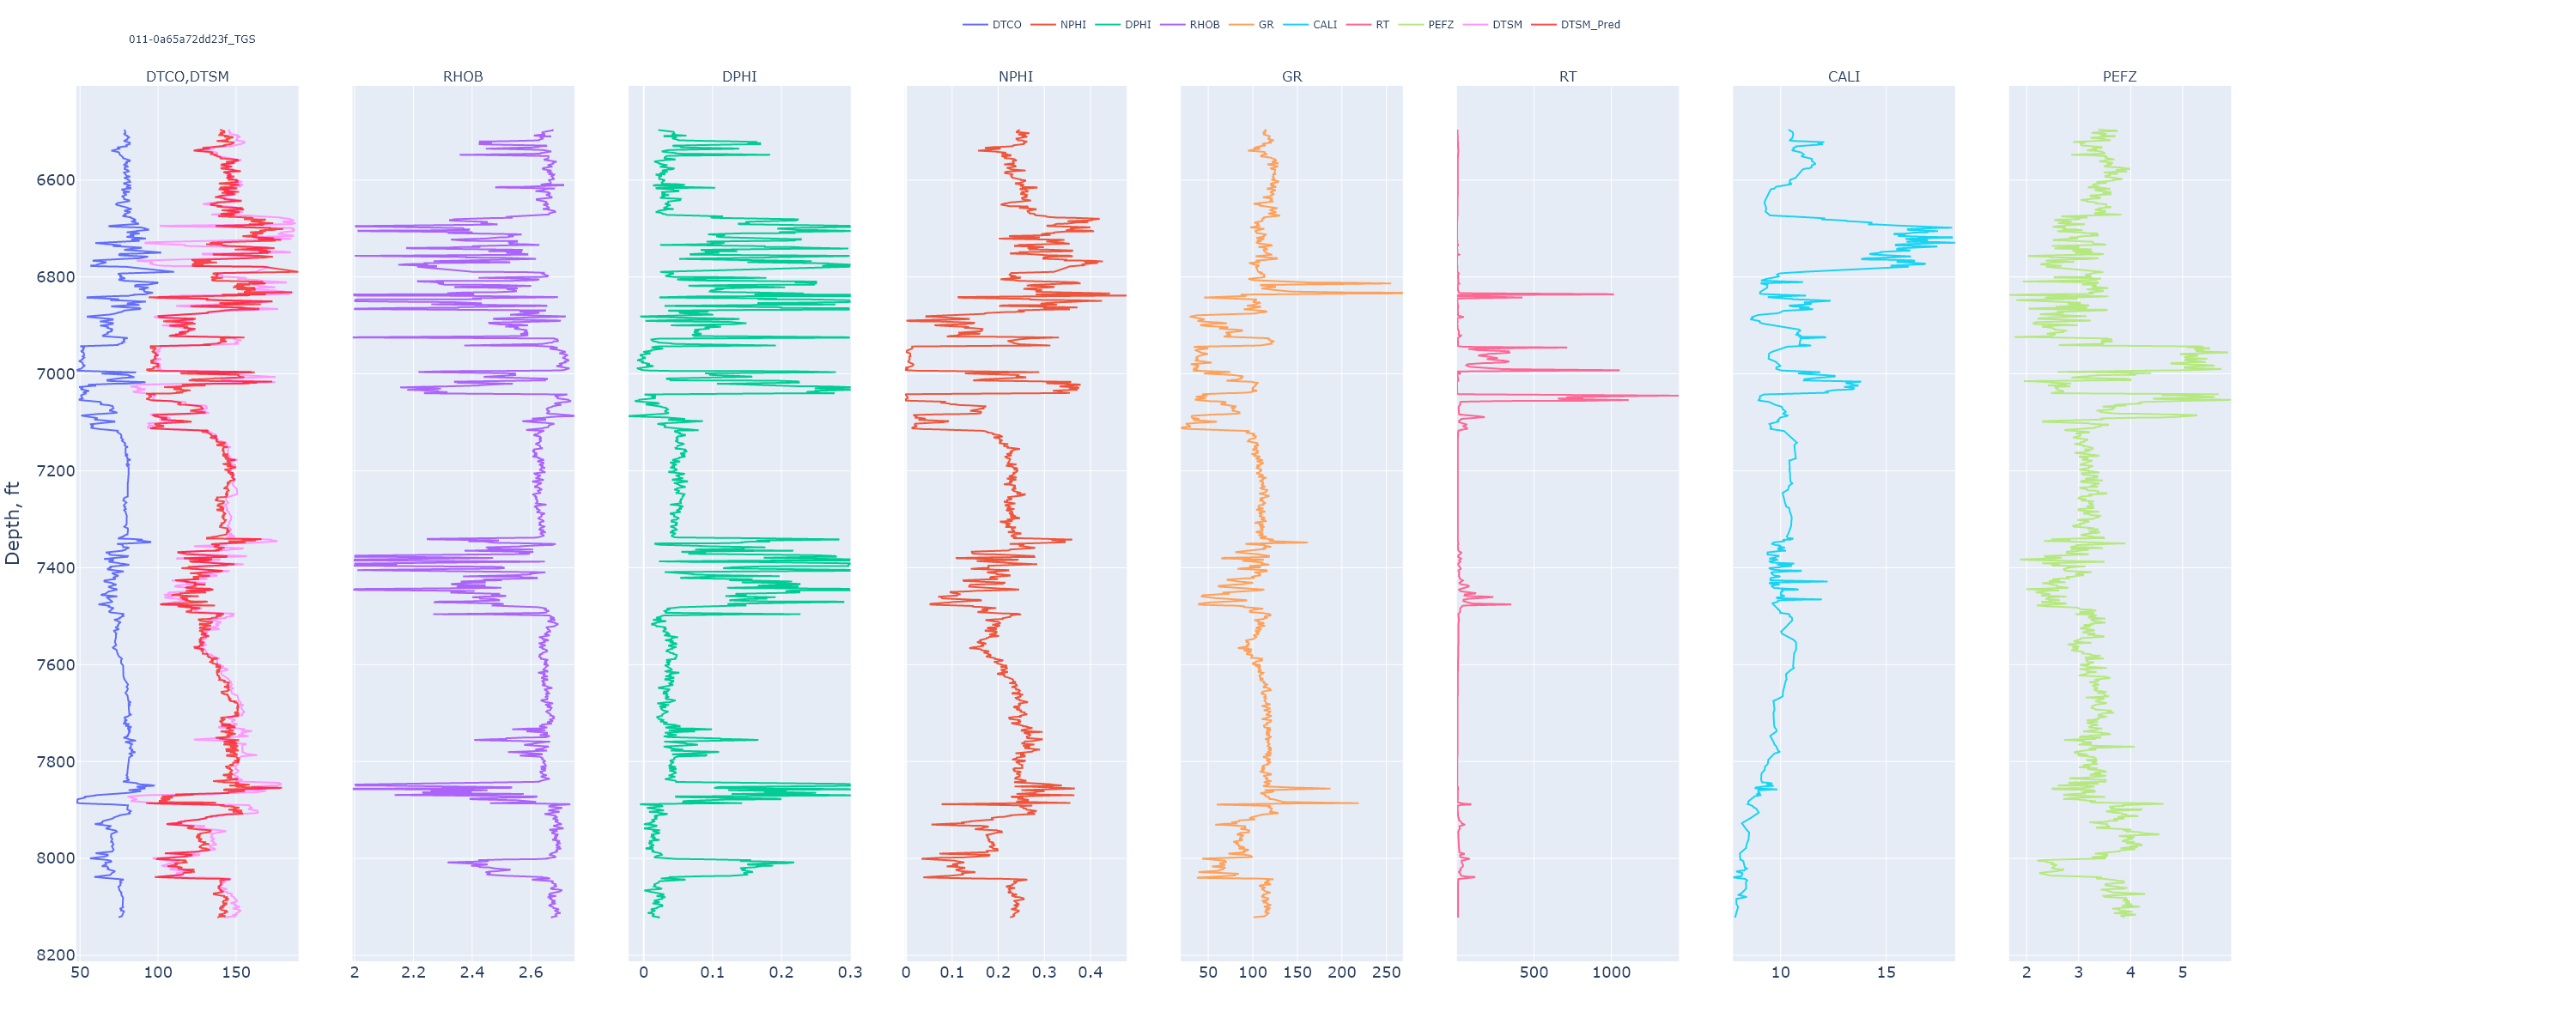 DTCO NPHI DPHI RHOB GR CALI RT PEFZ DTSM DTSM_Pred
011-0a65a72dd23f_TGS
DTCO,DTSM RHOB DPHI NPHI GR RT CALI PEFZ
Depth, ft
6600
6800
7000
7200
7400
7600
7800
8000
8200
50 100 150 2 2.2 2.4 2.6 0 0.1 0.2 0.3 0 0.1 0.2 0.3 0.4 50 100 150 200 250 500 1000 10 15 2 3 4 5